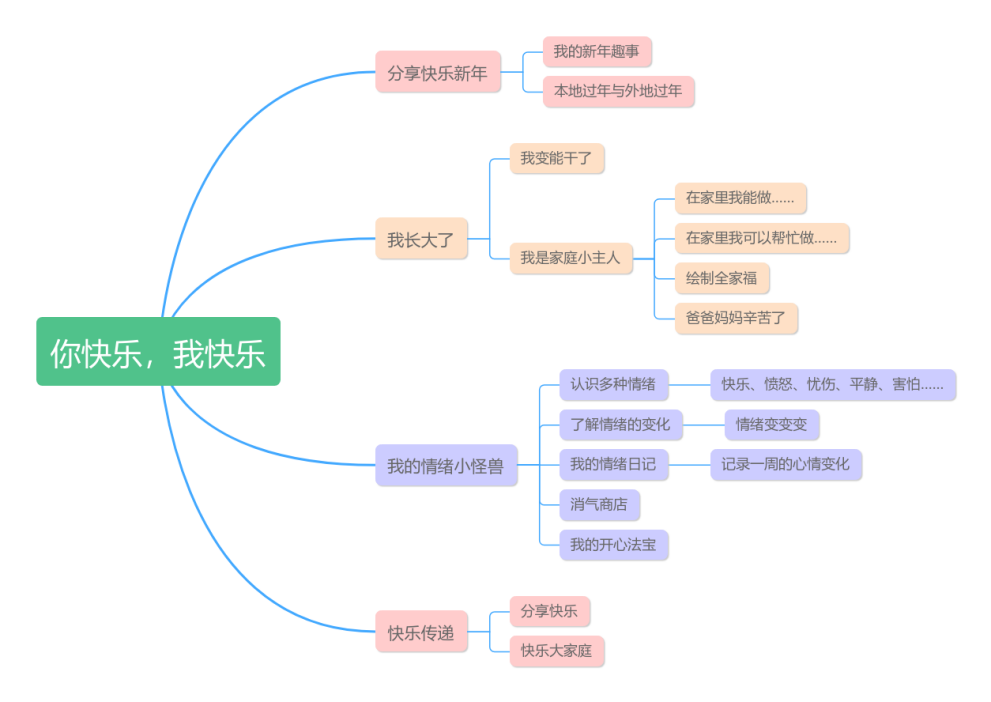 你快乐，我快乐
分享快乐新年
我的新年趣事
本地过年与外地过年
我长大了
我变能干了
我是家庭小主人
在家里我能做……
在家里我可以帮忙做……
绘制全家福
爸爸妈妈辛苦了
我的情绪小怪兽
认识多种情绪
快乐、愤怒、忧伤、平静、害怕……
了解情绪的变化
情绪变变变
我的情绪日记
记录一周的心情变化
消气商店
我的开心法宝
快乐传递
分享快乐
快乐大家庭